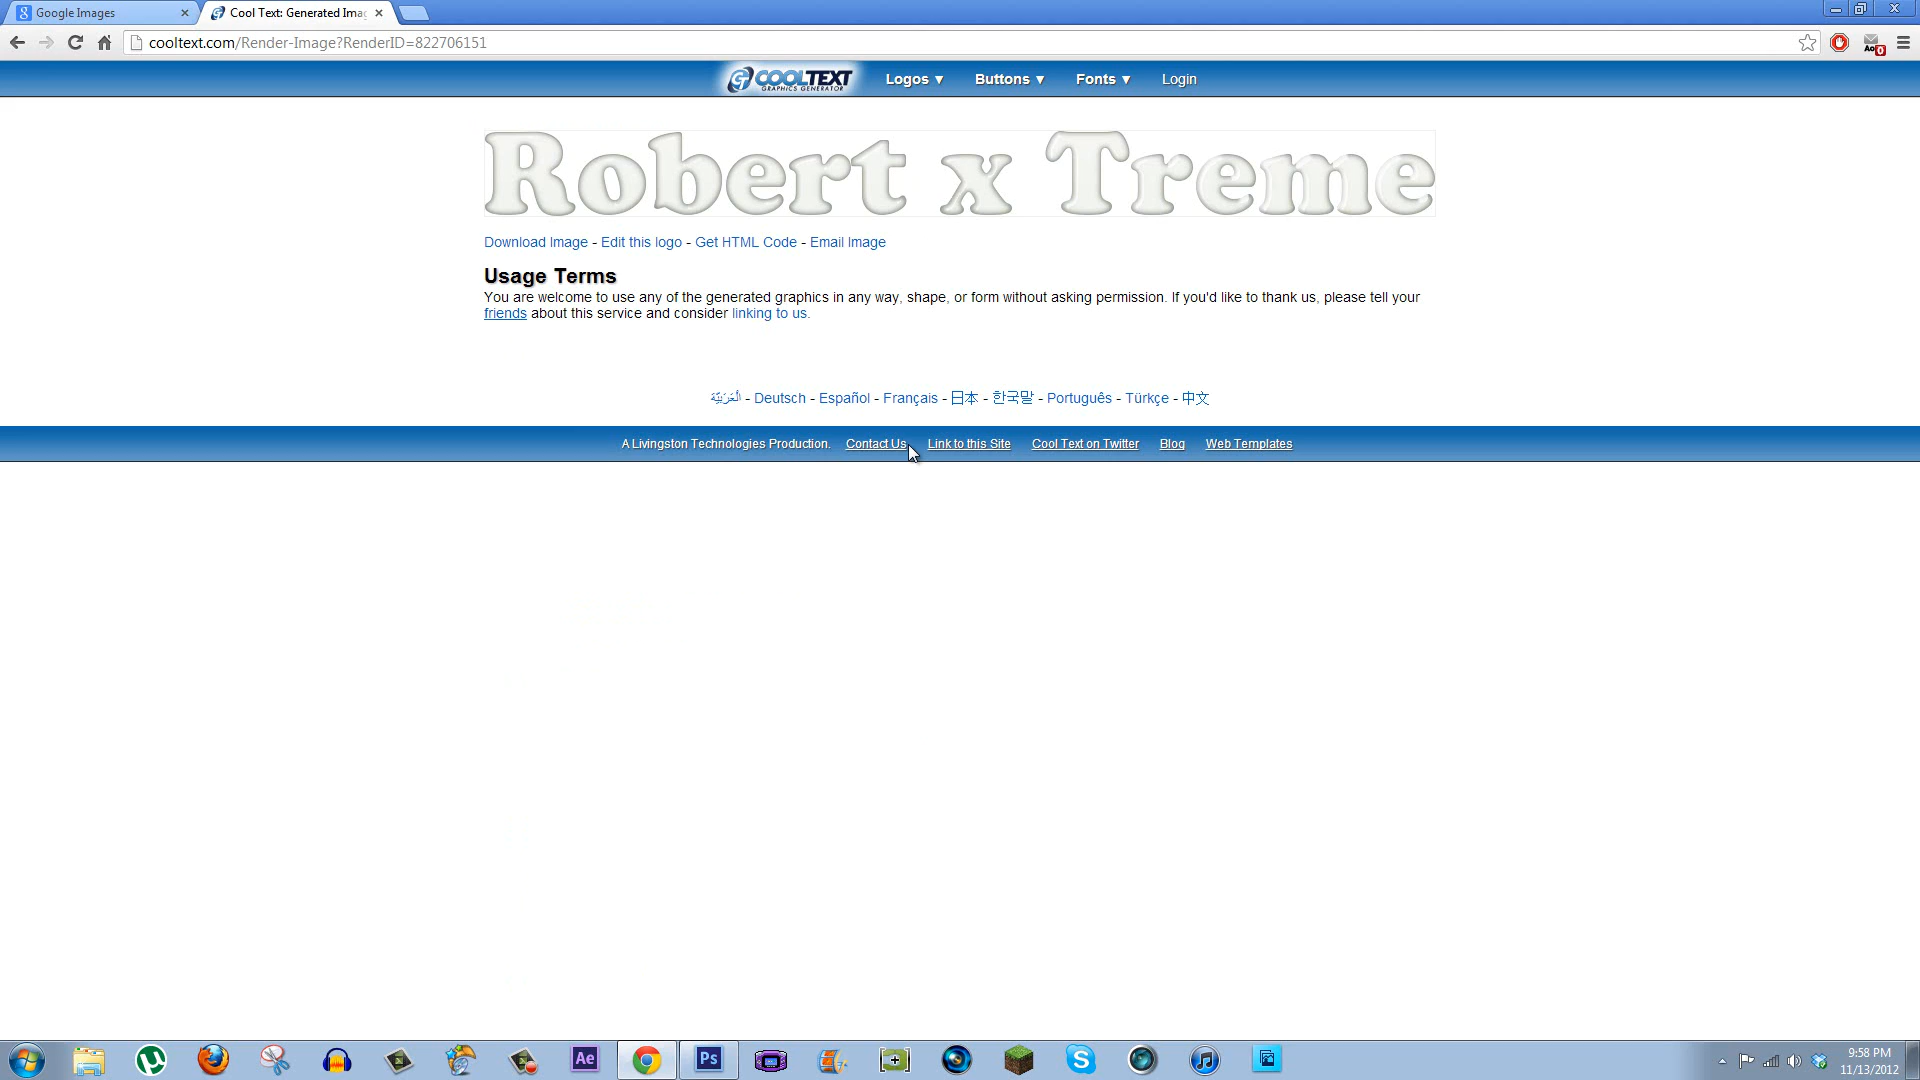 Google Images
Cool Text: Generated Ima
cooltext.com/Render-Image?RenderID=822706151
COOLTEXT
GRAPHICS GENERATOR
Logos ▼
Buttons ▼
Fonts ▼
Login
Robert x Treme
Download Image - Edit this logo - Get HTML Code - Email Image
Usage Terms
You are welcome to use any of the generated graphics in any way, shape, or form without asking permission. If you'd like to thank us, please tell your
friends about this service and consider linking to us.
اَلْعَرَبِيَّة - Deutsch - Español - Français - 日本 - 한국말 - Português - Türkçe - 中文
A Livingston Technologies Production. Contact Us Link to this Site Cool Text on Twitter Blog Web Templates
Ae
Ps
9:58 PM
11/13/2012